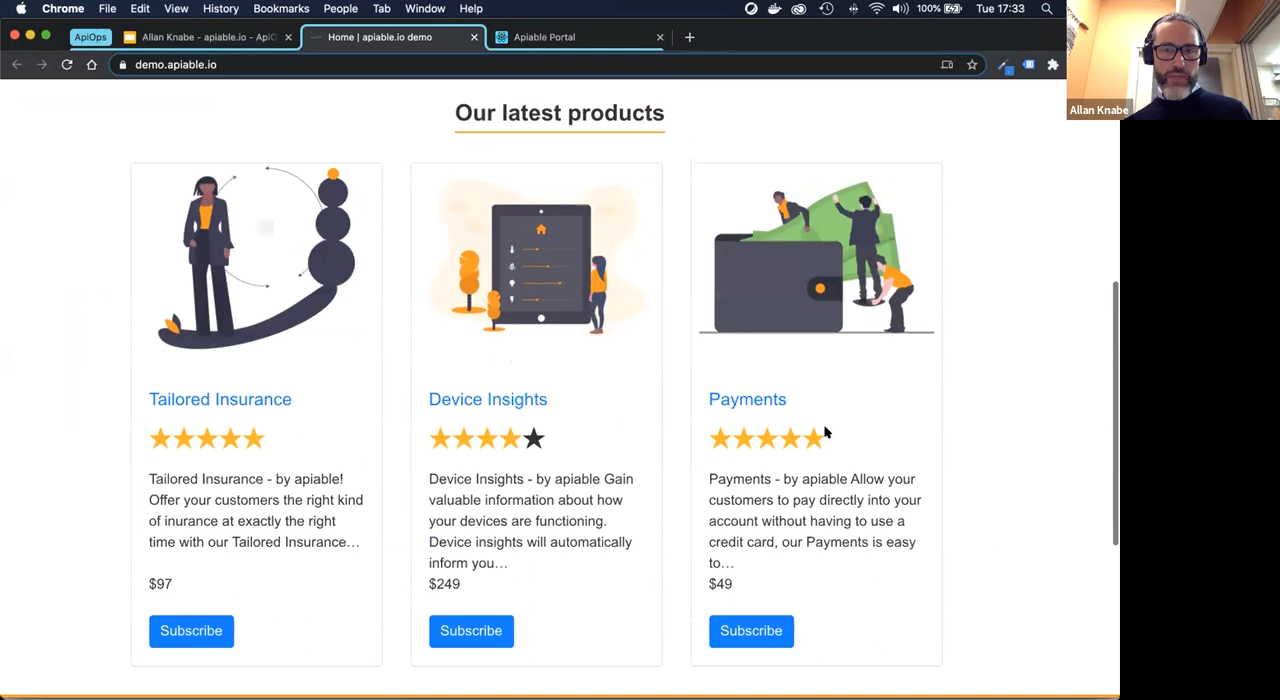 Chrome File Edit View History Bookmarks People Tab Window Help 100% Tue 17:33
ApiOps Allan Knabe - apiable.io - ApiO Home | apiable.io demo Apiable Portal
demo.apiable.io
Allan Knabe
Our latest products
Tailored Insurance
Tailored Insurance - by apiable!
Offer your customers the right kind
of inurance at exactly the right
time with our Tailored Insurance…
$97
Subscribe
Device Insights
Device Insights - by apiable Gain
valuable information about how
your devices are functioning.
Device insights will automatically
inform you…
$249
Subscribe
Payments
Payments - by apiable Allow your
customers to pay directly into your
account without having to use a
credit card, our Payments is easy
to…
$49
Subscribe